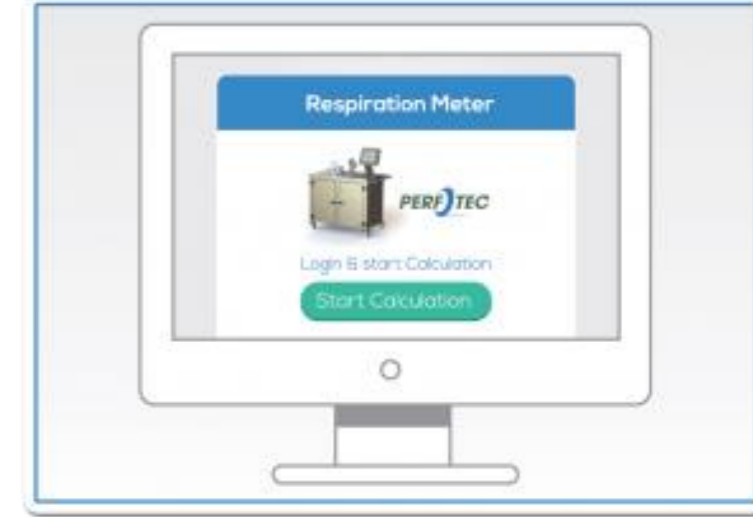 Respiration Meter
PERFOTEC
Login & start Calculation
Start Calculation